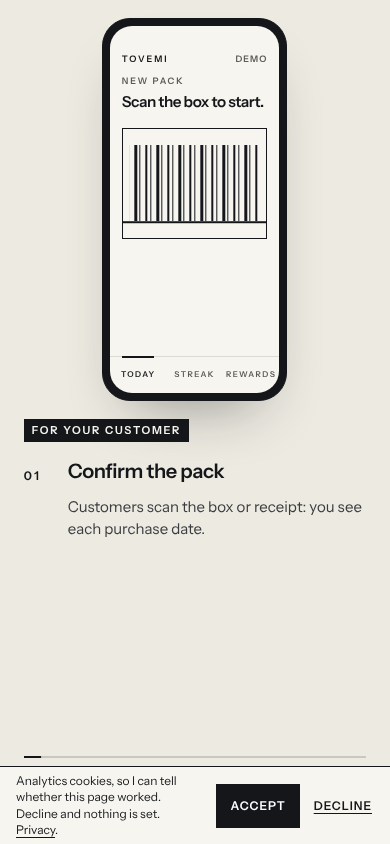 TOVEMI DEMO
NEW PACK
Scan the box to start.
TODAY STREAK REWARDS
FOR YOUR CUSTOMER
01 Confirm the pack
Customers scan the box or receipt: you see
each purchase date.
Analytics cookies, so I can tell
whether this page worked.
Decline and nothing is set.
Privacy.
ACCEPT DECLINE